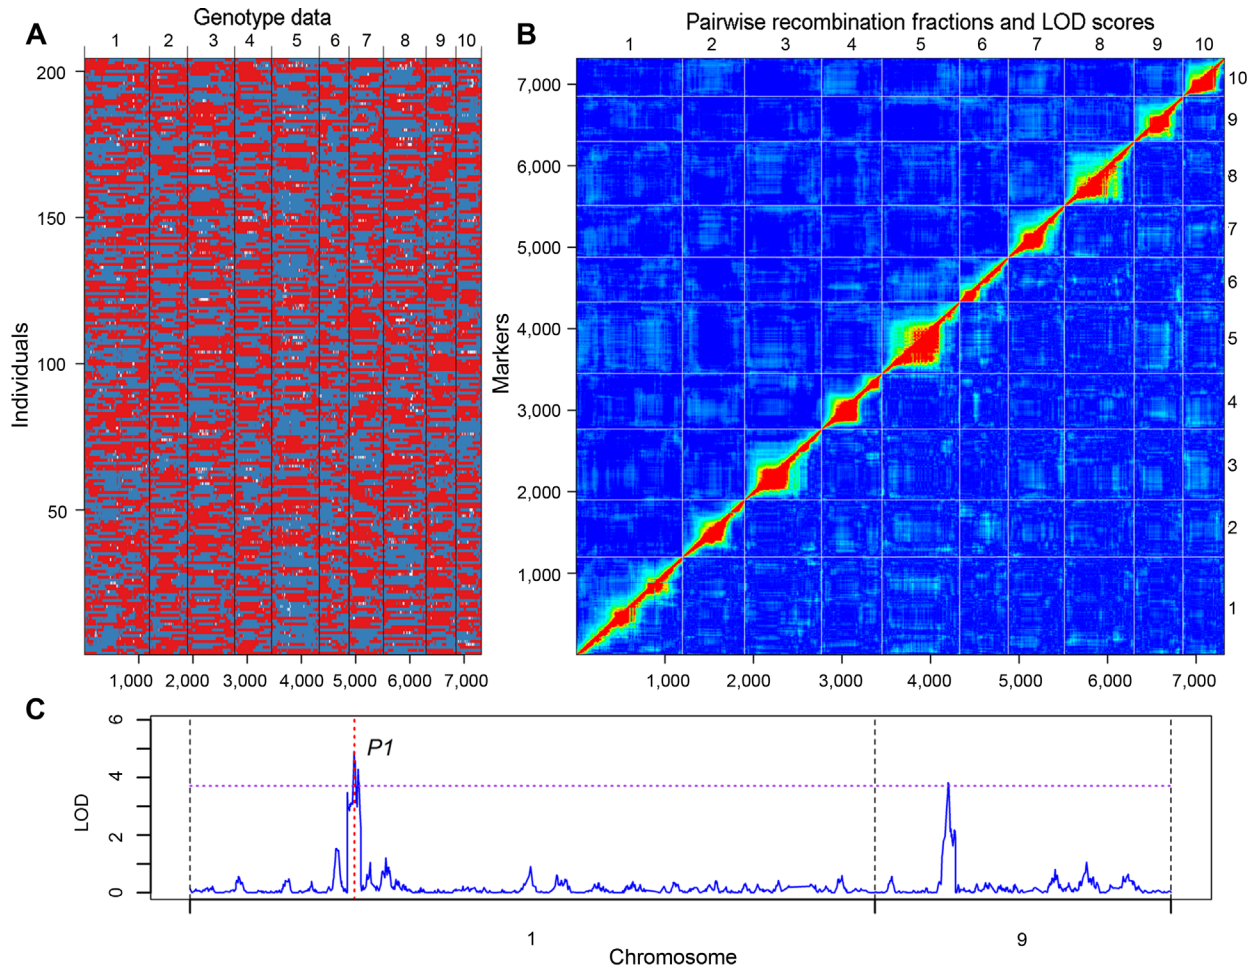 A
Genotype data
1 2 3 4 5 6 7 8 9 10
200
150
100
50
Individuals
1,000 2,000 3,000 4,000 5,000 6,000 7,000
B
Pairwise recombination fractions and LOD scores
1 2 3 4 5 6 7 8 9 10
7,000
6,000
5,000
4,000
3,000
2,000
1,000
Markers
10
9
8
7
6
5
4
3
2
1
1,000 2,000 3,000 4,000 5,000 6,000 7,000
C
6
4
2
0
LOD
P1
1 9
Chromosome